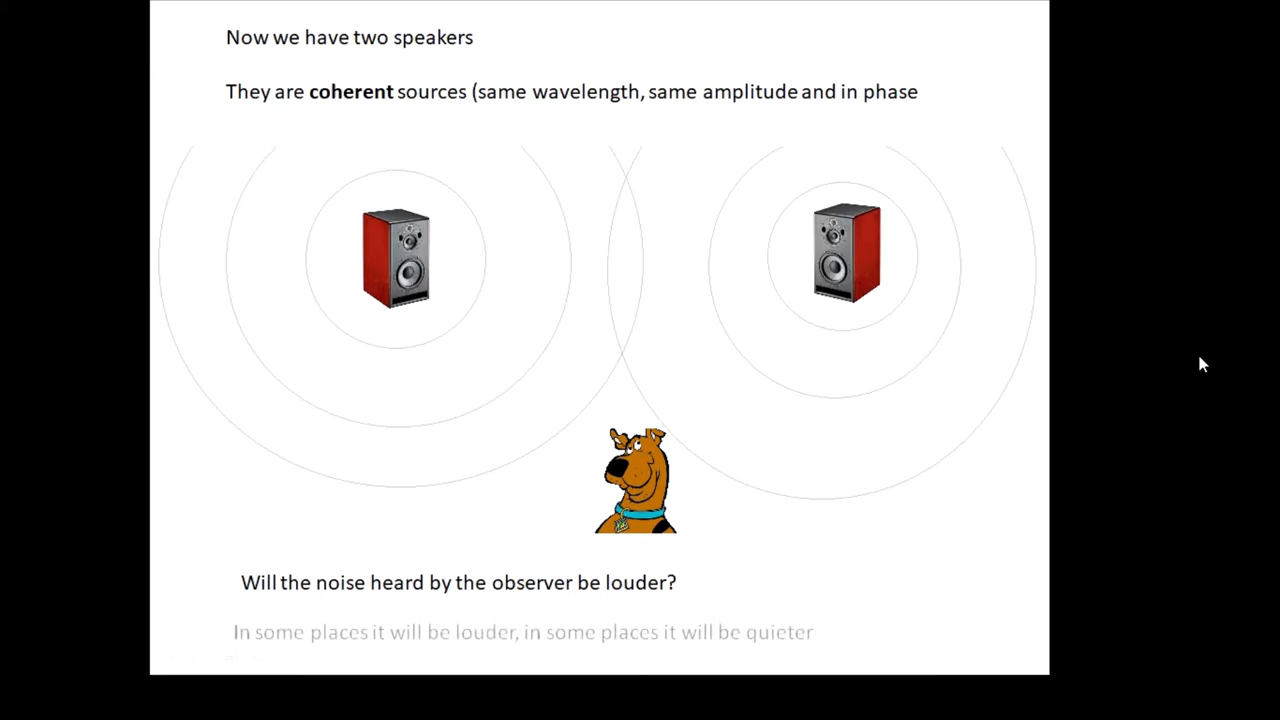 Now we have two speakers
They are coherent sources (same wavelength, same amplitude and in phase
Will the noise heard by the observer be louder?
In some places it will be louder, in some places it will be quieter